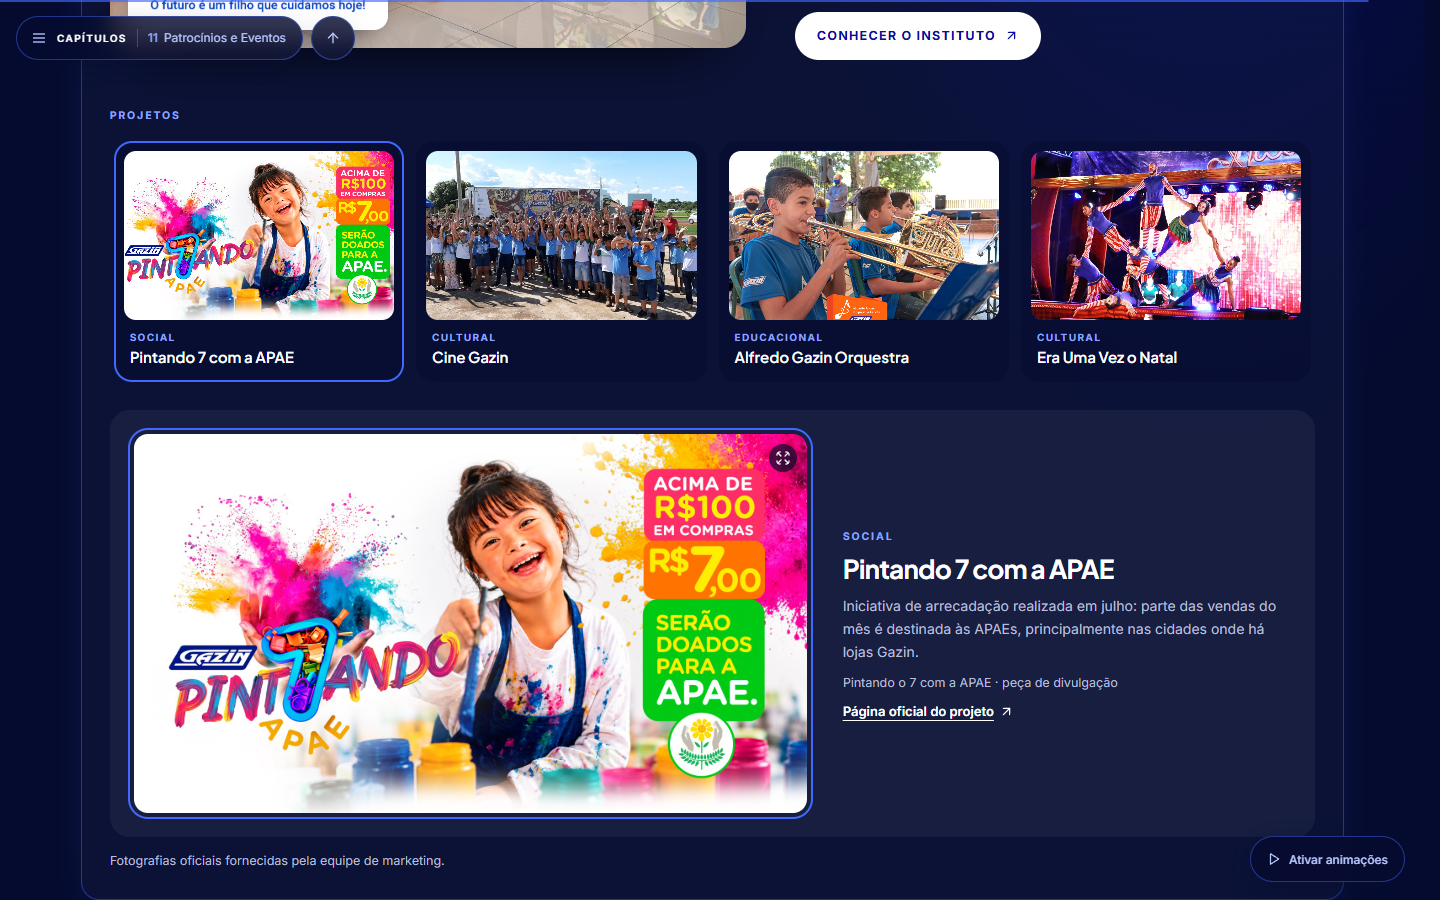 O futuro é um filho que cuidamos hoje!
CAPÍTULOS
11 Patrocínios e Eventos
CONHECER O INSTITUTO
PROJETOS
ACIMA DE
R$100
EM COMPRAS
R$7,00
SERÃO
DOADOS
PARA A
APAE.
GAZIN
PINTANDO
7
APAE
SOCIAL
Pintando 7 com a APAE
CULTURAL
Cine Gazin
EDUCACIONAL
Alfredo Gazin Orquestra
CULTURAL
Era Uma Vez o Natal
ACIMA DE
R$100
EM COMPRAS
R$7,00
SERÃO
DOADOS
PARA A
APAE.
GAZIN
PINTANDO
7
APAE
SOCIAL
Pintando 7 com a APAE
Iniciativa de arrecadação realizada em julho: parte das vendas do
mês é destinada às APAEs, principalmente nas cidades onde há
lojas Gazin.
Pintando o 7 com a APAE · peça de divulgação
Página oficial do projeto
Fotografias oficiais fornecidas pela equipe de marketing.
Ativar animações